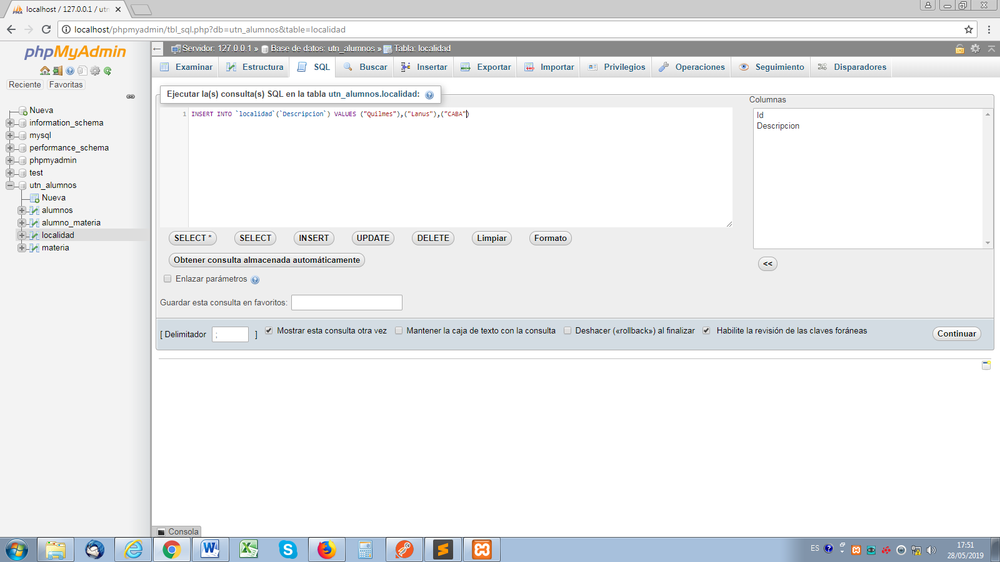 localhost / 127.0.0.1 / utn
localhost/phpmyadmin/tbl_sql.php?db=utn_alumnos&table=localidad
phpMyAdmin
Reciente Favoritas
Nueva
information_schema
mysql
performance_schema
phpmyadmin
test
utn_alumnos
Nueva
alumnos
alumno_materia
localidad
materia
Servidor: 127.0.0.1 » Base de datos: utn_alumnos » Tabla: localidad
Examinar Estructura SQL Buscar Insertar Exportar Importar Privilegios Operaciones Seguimiento Disparadores
Ejecutar la(s) consulta(s) SQL en la tabla utn_alumnos.localidad:
1 INSERT INTO `localidad`(`Descripcion`) VALUES ("Quilmes"),("Lanus"),("CABA")
Columnas
Id
Descripcion
SELECT * SELECT INSERT UPDATE DELETE Limpiar Formato
Obtener consulta almacenada automáticamente
<<
Enlazar parámetros
Guardar esta consulta en favoritos:
[ Delimitador ; ] Mostrar esta consulta otra vez Mantener la caja de texto con la consulta Deshacer («rollback») al finalizar Habilite la revisión de las claves foráneas Continuar
Consola
ES
17:51
28/05/2019